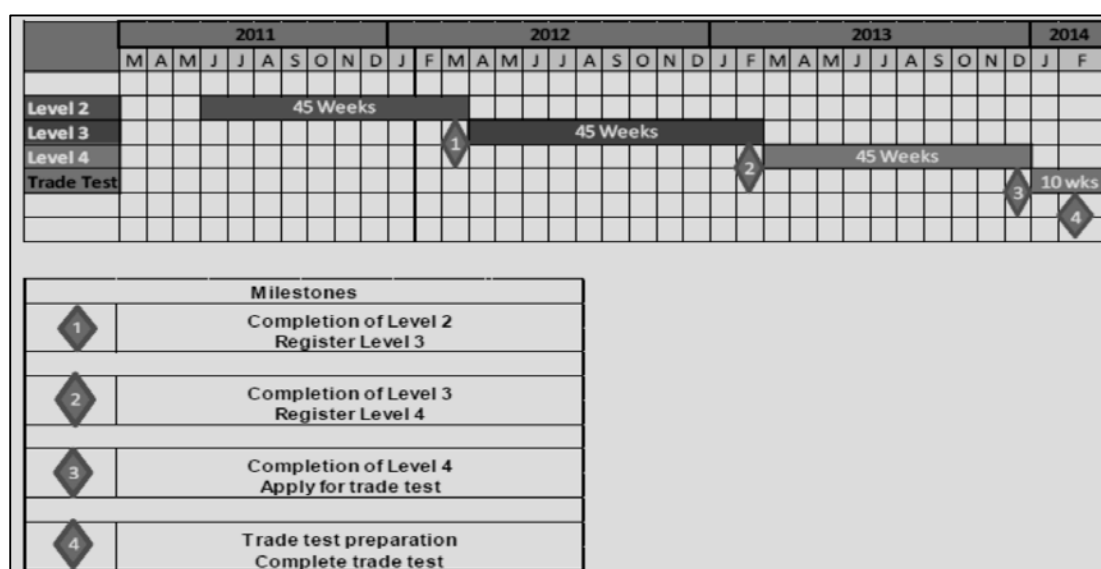 2011 2012 2013 2014
M A M J J A S O N D J F M A M J J A S O N D J F M A M J J A S O N D J F
Level 2 45 Weeks
Level 3 1 45 Weeks
Level 4 2 45 Weeks
Trade Test 3 10 wks
4
Milestones
1 Completion of Level 2
Register Level 3
2 Completion of Level 3
Register Level 4
3 Completion of Level 4
Apply for trade test
4 Trade test preparation
Complete trade test